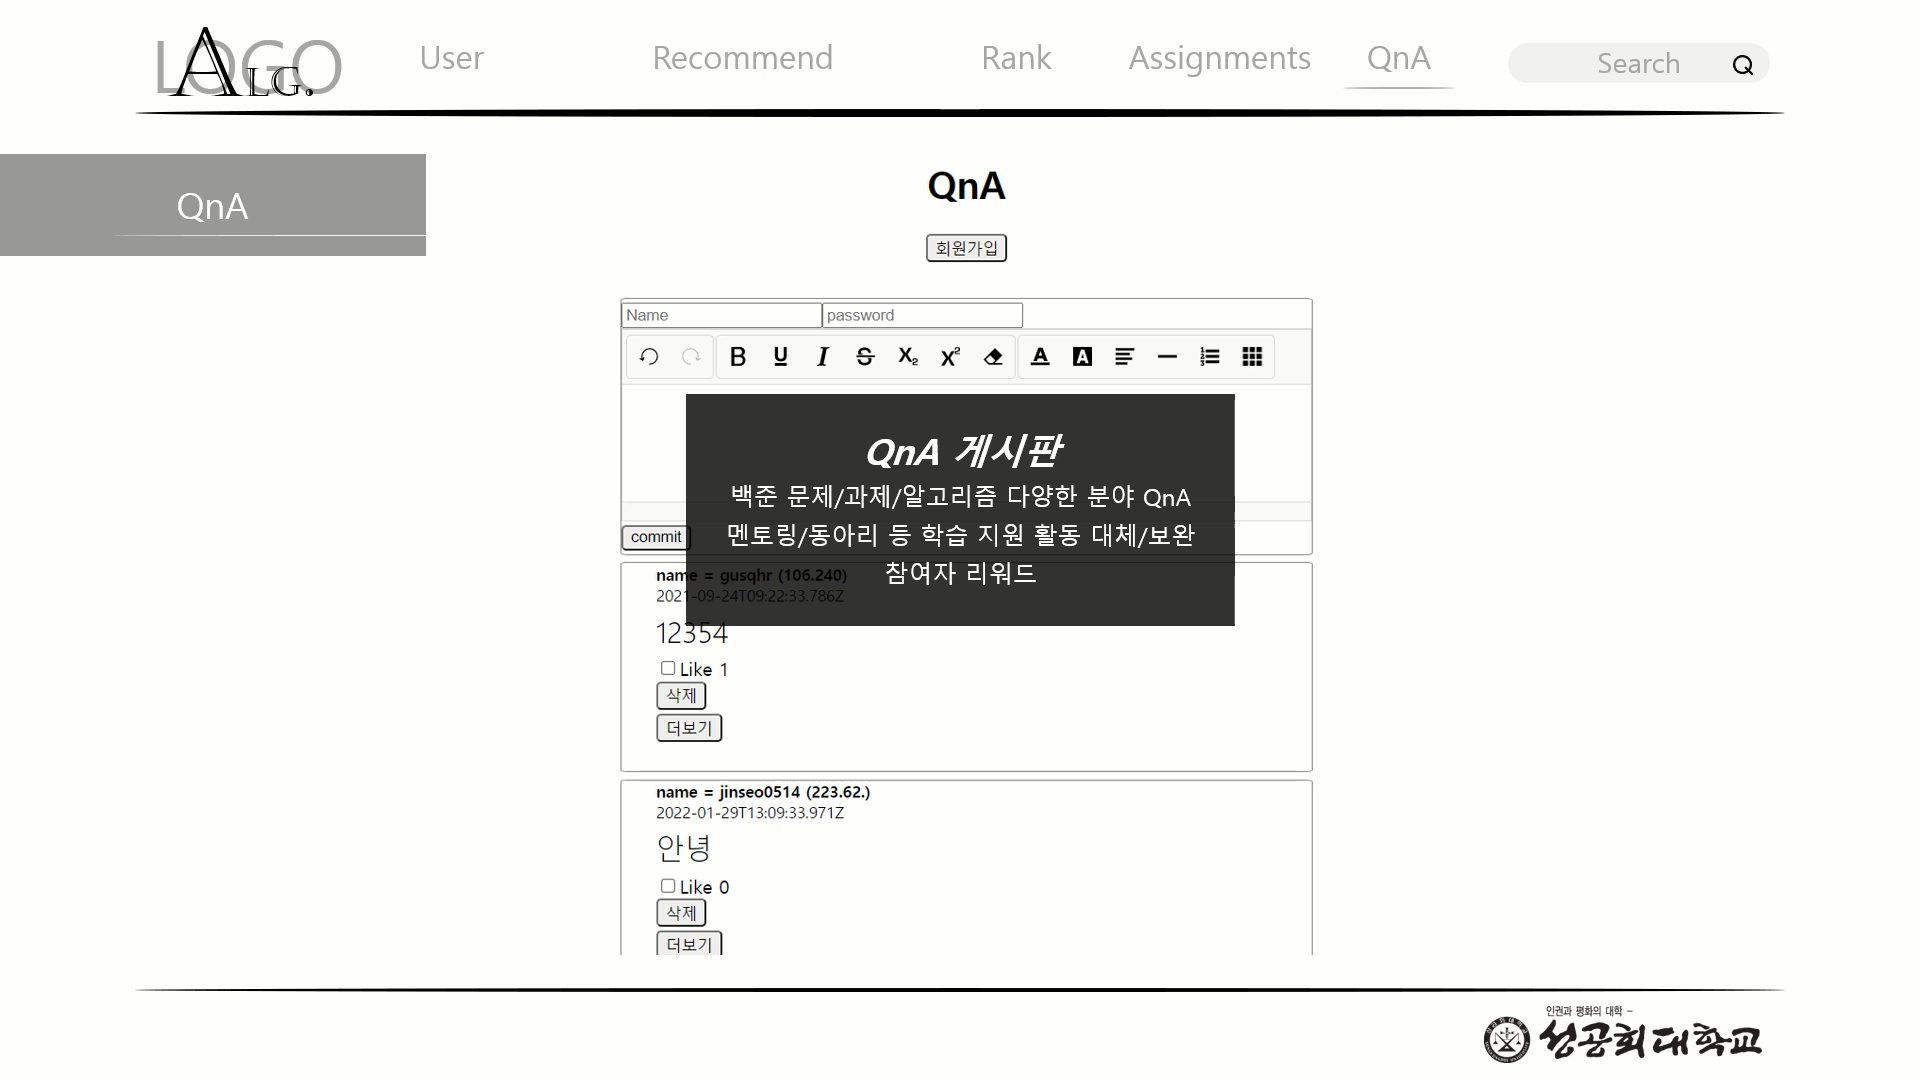 LOGO
ALG.
User
Recommend
Rank
Assignments
QnA
Search
QnA
QnA
회원가입
Name
password
commit
QnA 게시판
백준 문제/과제/알고리즘 다양한 분야 QnA
멘토링/동아리 등 학습 지원 활동 대체/보완
참여자 리워드
name = gusqhr (106.240)
2021-09-24T09:22:33.786Z
12354
Like 1
삭제
더보기
name = jinseo0514 (223.62.)
2022-01-29T13:09:33.971Z
안녕
Like 0
삭제
더보기
인권과 평화의 대학 –
성공회대학교